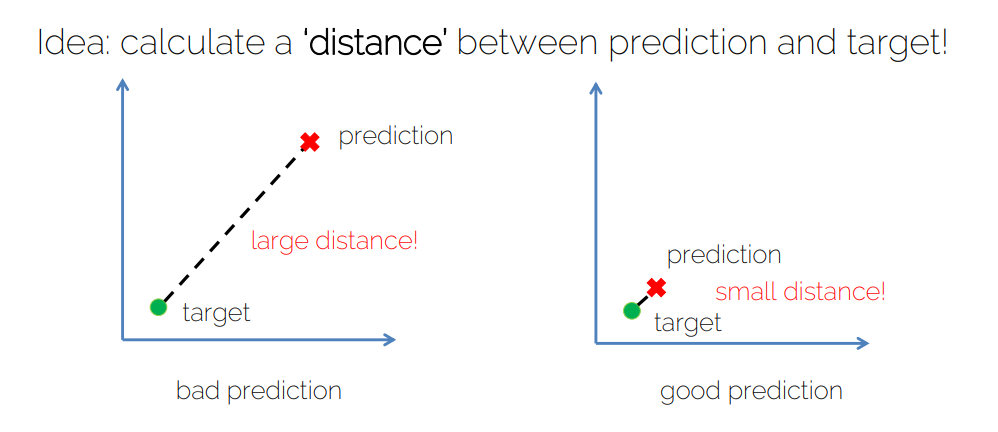 Idea: calculate a 'distance' between prediction and target!
prediction
large distance!
target
bad prediction
prediction
small distance!
target
good prediction